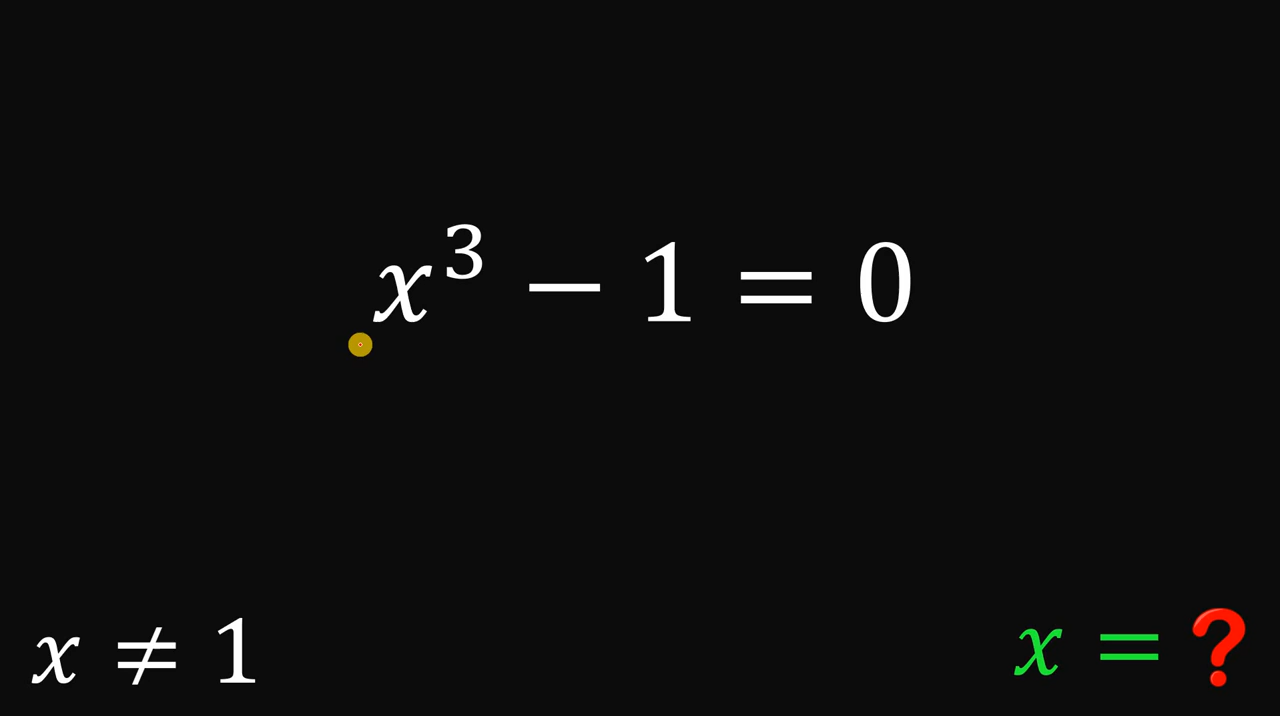 x³ − 1 = 0
x ≠ 1
x = ❓